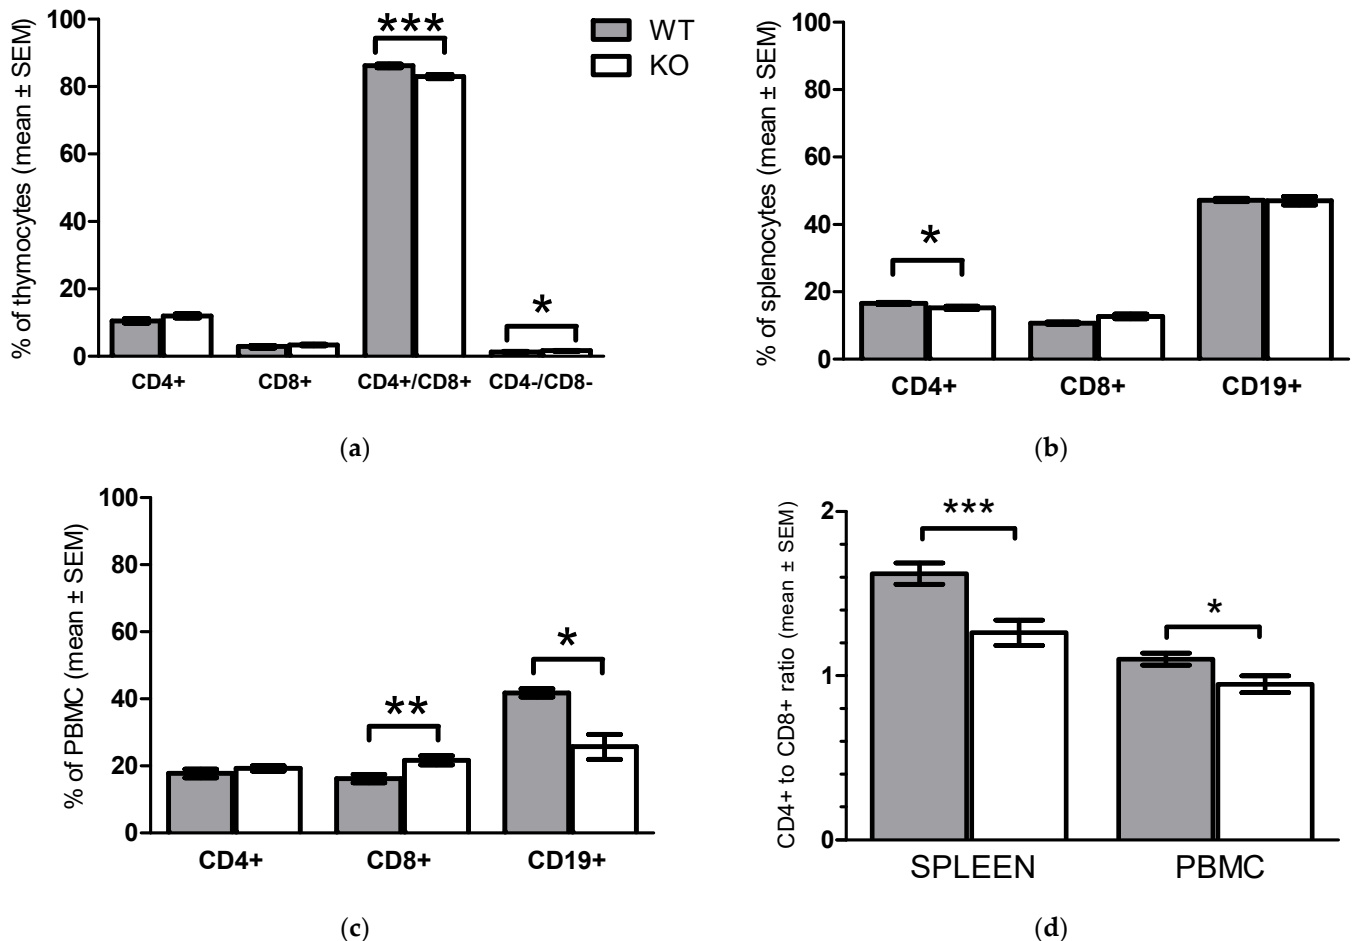 % of thymocytes (mean ± SEM)
100
80
60
40
20
0
***
*
CD4+ CD8+ CD4+/CD8+ CD4-/CD8-
WT
KO
(a)
% of splenocytes (mean ± SEM)
100
80
60
40
20
0
*
CD4+ CD8+ CD19+
(b)
% of PBMC (mean ± SEM)
100
80
60
40
20
0
**
*
CD4+ CD8+ CD19+
(c)
CD4+ to CD8+ ratio (mean ± SEM)
2
1
0
***
*
SPLEEN PBMC
(d)